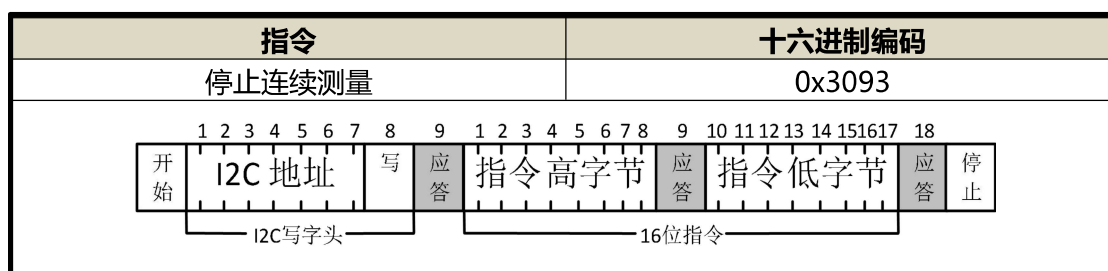 指令 十六进制编码
停止连续测量 0x3093
1 2 3 4 5 6 7 8 9 1 2 3 4 5 6 7 8 9 10 11 12 13 14 15 16 17 18
开始 I2C 地址 写 应答 指令高字节 应答 指令低字节 应答 停止
I2C写字头 16位指令